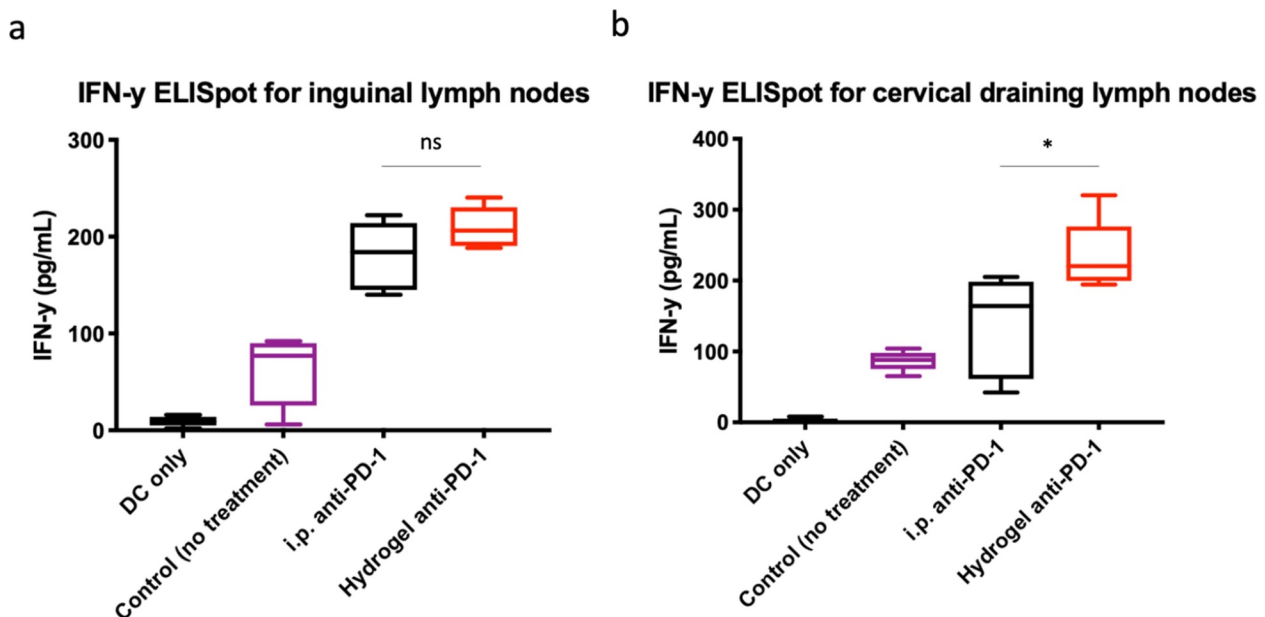 a
IFN-y ELISpot for inguinal lymph nodes
IFN-y (pg/mL)
300
200
100
0
ns
DC only
Control (no treatment)
i.p. anti-PD-1
Hydrogel anti-PD-1
b
IFN-y ELISpot for cervical draining lymph nodes
IFN-y (pg/mL)
400
300
200
100
0
*
DC only
Control (no treatment)
i.p. anti-PD-1
Hydrogel anti-PD-1